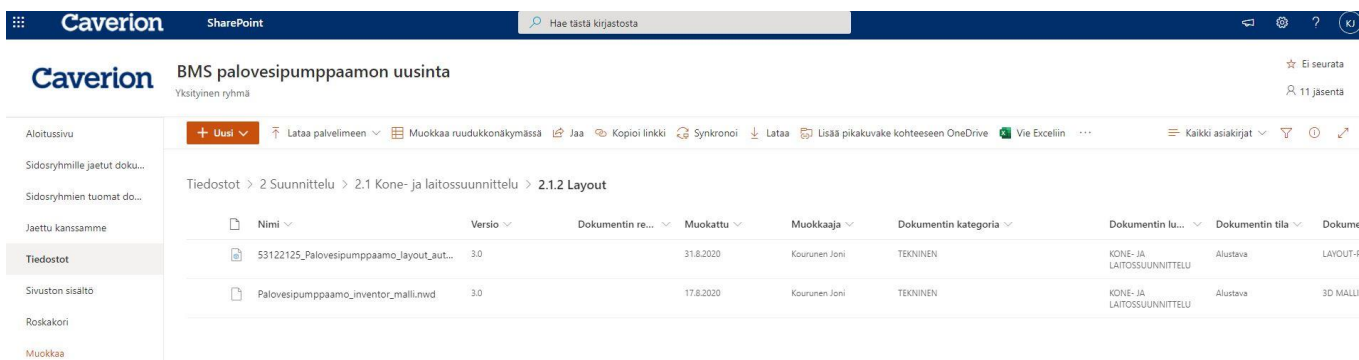 Caverion SharePoint Hae tästä kirjastosta KJ
Caverion
BMS palovesipumppaamon uusinta
Yksityinen ryhmä
Ei seurata
11 jäsentä
Aloitussivu
Sidosryhmille jaetut doku...
Sidosryhmien tuomat do...
Jaettu kanssamme
Tiedostot
Sivuston sisältö
Roskakori
Muokkaa
+ Uusi Lataa palvelimeen Muokkaa ruudukkonäkymässä Jaa Kopioi linkki Synkronoi Lataa Lisää pikakuvake kohteeseen OneDrive Vie Exceliin ··· Kaikki asiakirjat
Tiedostot > 2 Suunnittelu > 2.1 Kone- ja laitossuunnittelu > 2.1.2 Layout
Nimi Versio Dokumentin re... Muokattu Muokkaaja Dokumentin kategoria Dokumentin lu... Dokumentin tila Dokume
53122125_Palovesipumppaamo_layout_aut... 3.0 31.8.2020 Kourunen Joni TEKNINEN KONE- JA LAITOSSUUNNITTELU Alustava LAYOUT-P
Palovesipumppaamo_inventor_malli.nwd 3.0 17.8.2020 Kourunen Joni TEKNINEN KONE- JA LAITOSSUUNNITTELU Alustava 3D MALLI